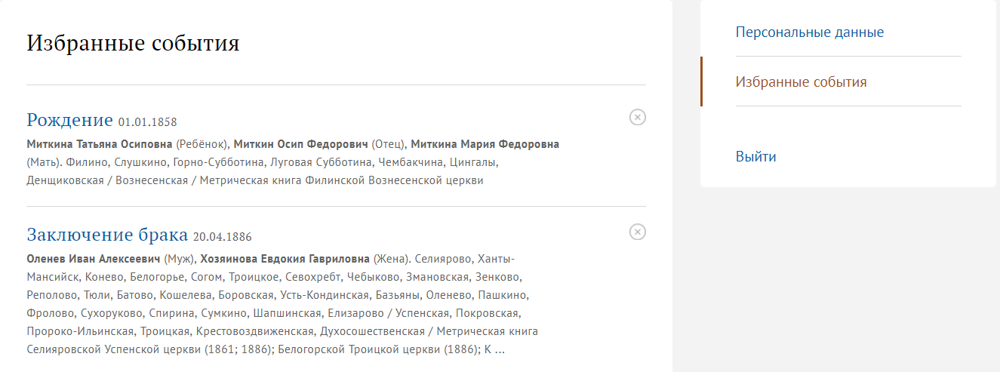 Избранные события
Рождение 01.01.1858
Миткина Татьяна Осиповна (Ребёнок), Миткин Осип Федорович (Отец), Миткина Мария Федоровна
(Мать). Филино, Слушкино, Горно-Субботина, Луговая Субботина, Чембакчина, Цингалы,
Денщиковская / Вознесенская / Метрическая книга Филинской Вознесенской церкви
Заключение брака 20.04.1886
Оленев Иван Алексеевич (Муж), Хозяинова Евдокия Гавриловна (Жена). Селиярово, Ханты-
Мансийск, Конево, Белогорье, Согом, Троицкое, Севохребт, Чебыково, Змановская, Зенково,
Реполово, Тюли, Батово, Кошелева, Боровская, Усть-Кондинская, Базьяны, Оленево, Пашкино,
Фролово, Сухоруково, Спирина, Сумкино, Шапшинская, Елизарово / Успенская, Покровская,
Пророко-Ильинская, Троицкая, Крестовоздвиженская, Духосошественская / Метрическая книга
Селияровской Успенской церкви (1861; 1886); Белогорской Троицкой церкви (1886); К ...
Персональные данные
Избранные события
Выйти